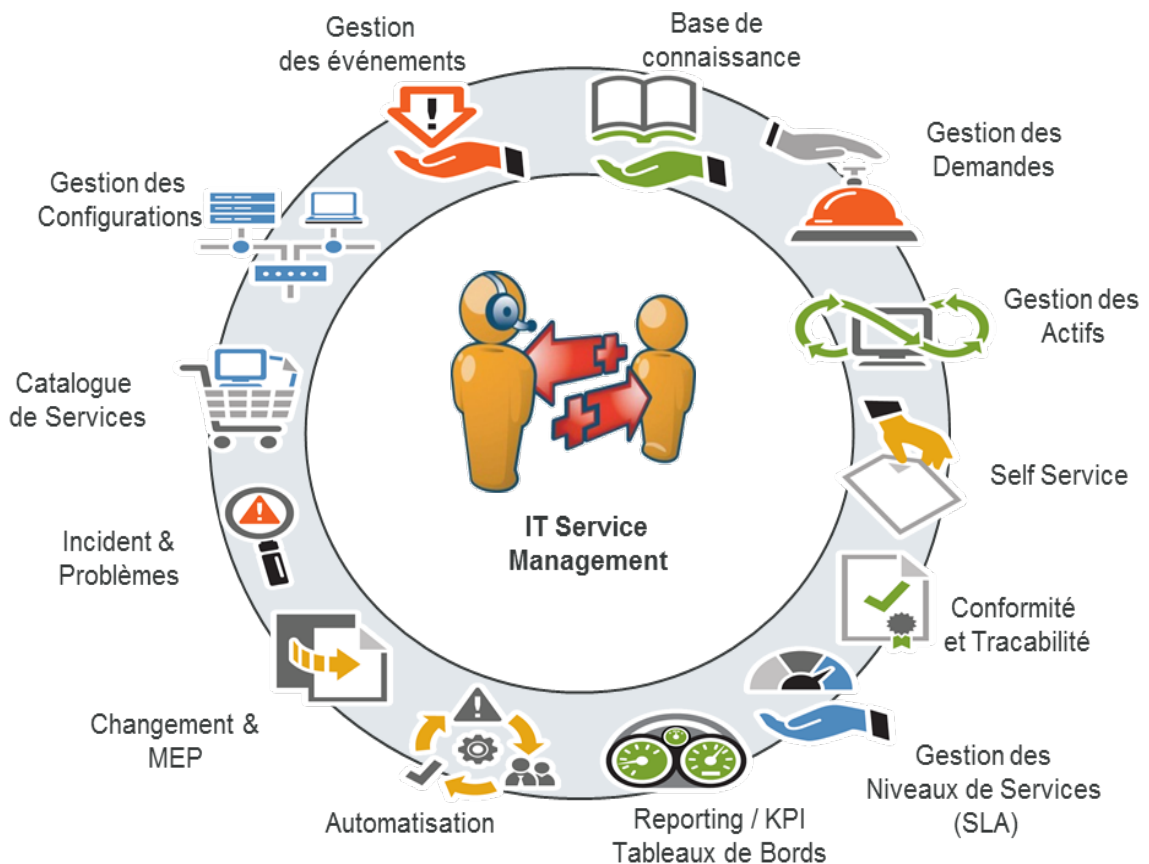 Gestion
des événements
Base de
connaissance
Gestion des
Demandes
Gestion des
Actifs
Self Service
Conformité
et Tracabilité
Gestion des
Niveaux de Services
(SLA)
Reporting / KPI
Tableaux de Bords
Automatisation
Changement &
MEP
Incident &
Problèmes
Catalogue
de Services
Gestion des
Configurations
IT Service
Management